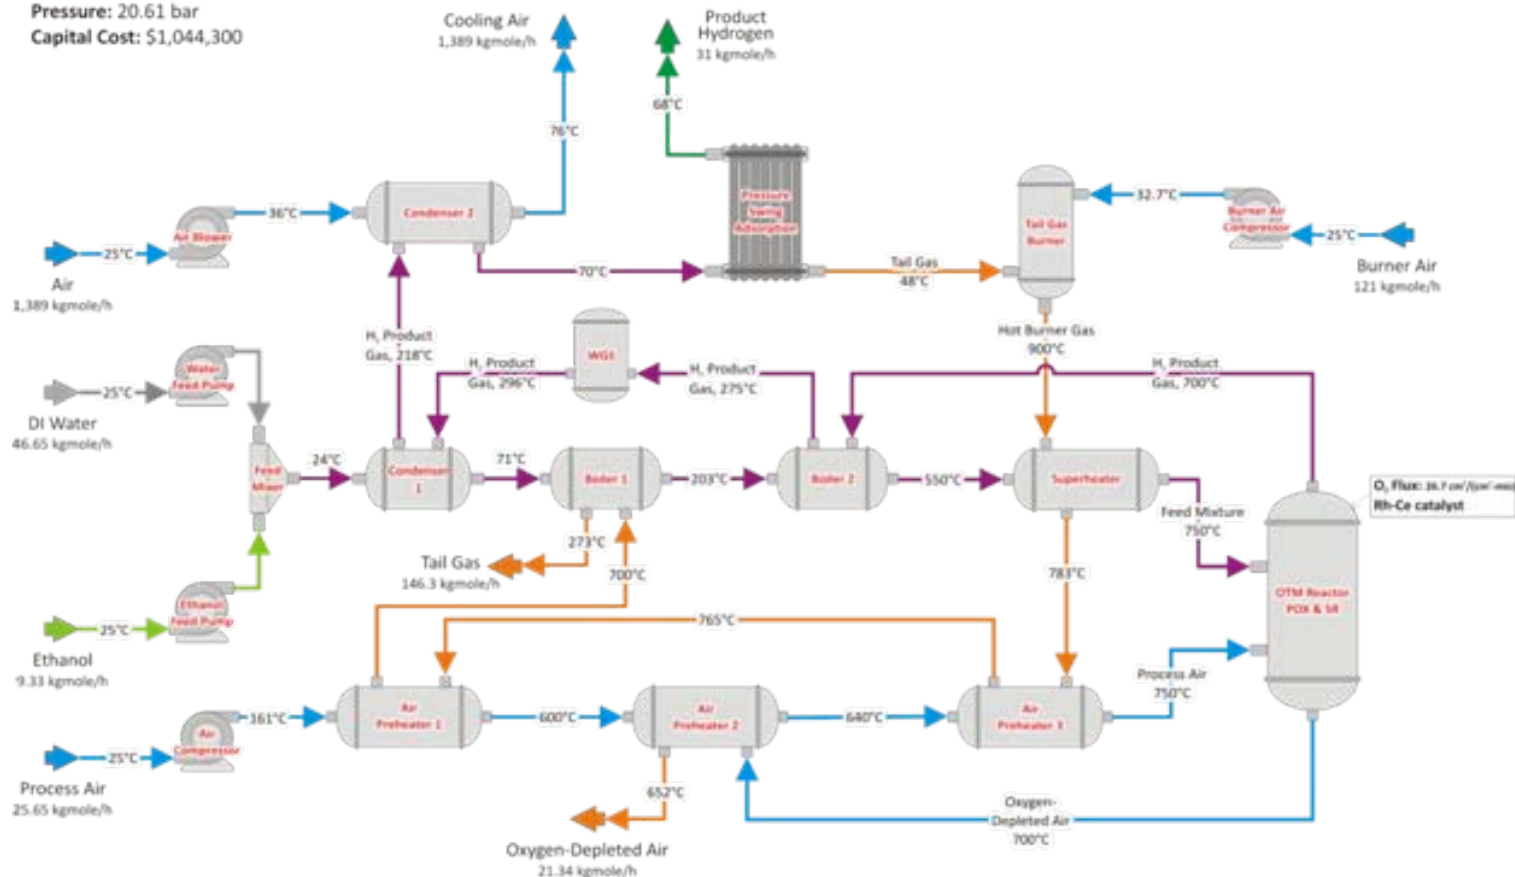 Pressure: 20.61 bar
Capital Cost: $1,044,300
Cooling Air
1,389 kgmole/h
Product
Hydrogen
31 kgmole/h
68°C
76°C
Pressure
Swing
Adsorption
Condenser 2
36°C
Air Blower
25°C
Air
1,389 kgmole/h
70°C
Tail Gas
48°C
Tail Gas
Burner
32.7°C
Burner Air
Compressor
25°C
Burner Air
121 kgmole/h
Hot Burner Gas
900°C
H, Product
Gas, 218°C
H, Product
Gas, 296°C
WGS
H, Product
Gas, 275°C
H, Product
Gas, 700°C
Water
Feed Pump
25°C
DI Water
46.65 kgmole/h
Feed
Mixer
24°C
Condenser
1
71°C
Boiler 1
203°C
Boiler 2
550°C
Superheater
Feed Mixture
750°C
O, Flux:
Rh-Ce catalyst
273°C
Tail Gas
146.3 kgmole/h
700°C
783°C
OTM Reactor
POX & SR
Ethanol
Feed Pump
25°C
Ethanol
9.33 kgmole/h
765°C
Process Air
750°C
161°C
Air
Compressor
25°C
Process Air
25.65 kgmole/h
Air
Preheater 1
600°C
Air
Preheater 2
640°C
Air
Preheater 3
652°C
Oxygen-Depleted Air
21.34 kgmole/h
Oxygen-
Depleted Air
700°C